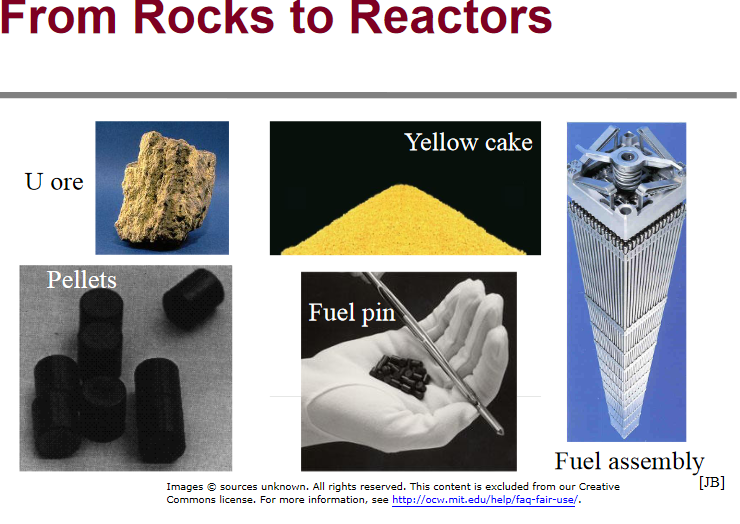 From Rocks to Reactors
U ore
Yellow cake
Pellets
Fuel pin
Fuel assembly
[JB]
Images © sources unknown. All rights reserved. This content is excluded from our Creative
Commons license. For more information, see http://ocw.mit.edu/help/faq-fair-use/.